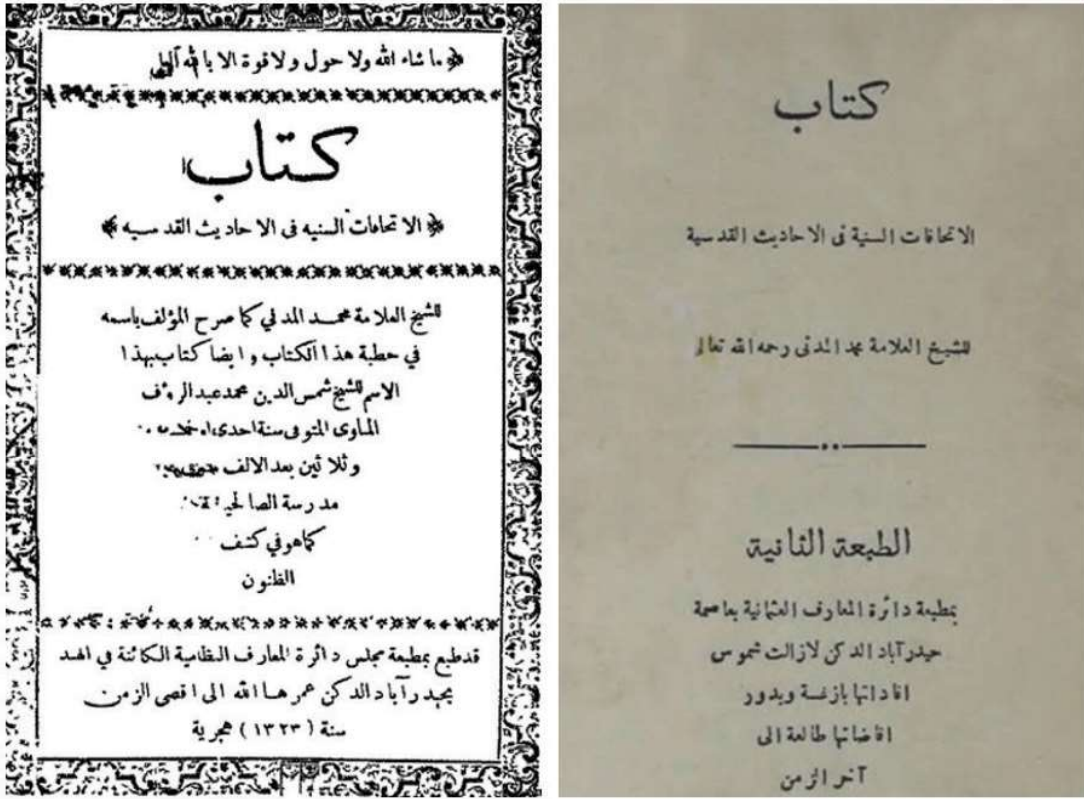 ما شاء الله ولا حول ولا قوة الا بالله
كتاب
الاتحافات السنيه فى الاحاديث القدسيه
للشيخ العلامة محمد المدني كما صرح المؤلف باسمه
في خطبة هذا الكتاب وايضا كتاب بهذا
الاسم للشيخ شمس الدين محمد عبد الرؤف
المناوى المتوفى سنة احدى
وثلاثين بعد الالف
مدرسة الصالحية
كما هو في كشف
الظنون
قد طبع بمطبعة مجلس دائرة المعارف النظامية الكائنة في الهند
بحيدرآباد الدكن عمرها الله الى اقصى الزمن
سنة (١٣٢٣) هجرية
كتاب
الاتحافات السنية فى الاحاديث القدسية
للشيخ العلامة محمد المدنى رحمه الله تعالى
الطبعة الثانية
بمطبعة دائرة المعارف العثمانية بعاصمة
حيدرآباد الدكن لازالت شموس
افاداتها بازغة وبدور
افاضاتها طالعة الى
آخر الزمن